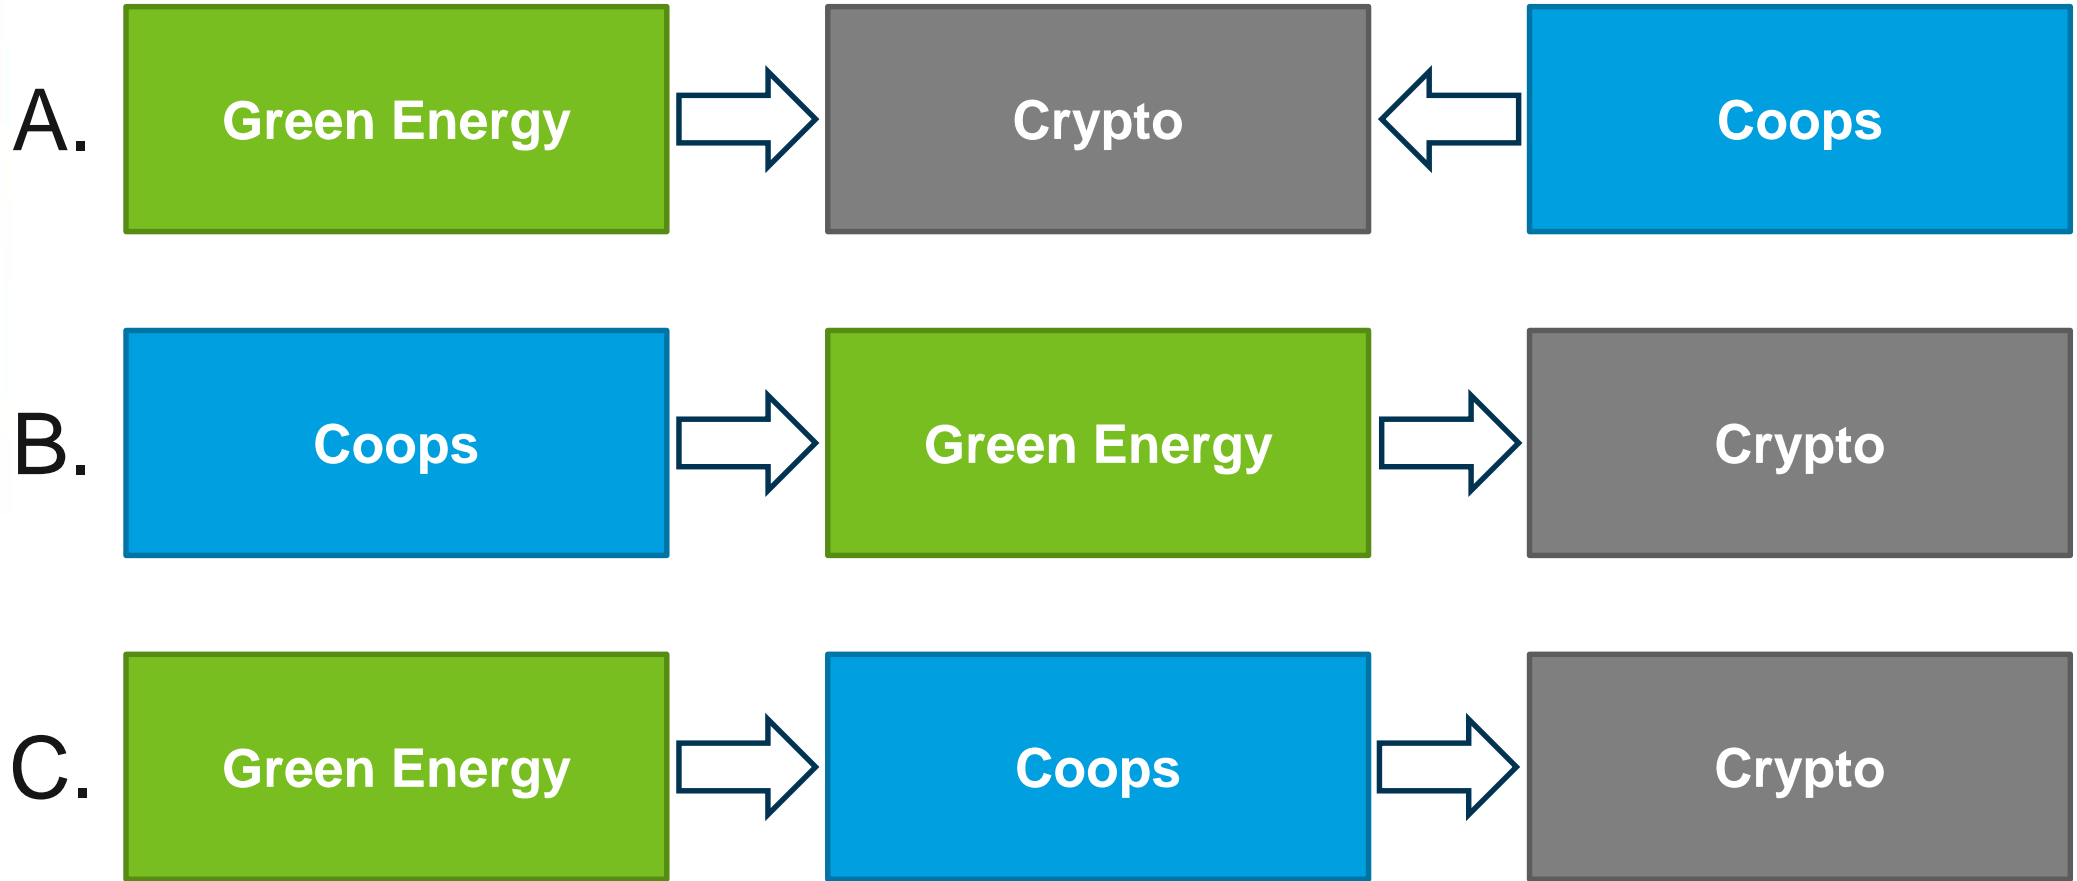 A. Green Energy Crypto Coops
B. Coops Green Energy Crypto
C. Green Energy Coops Crypto